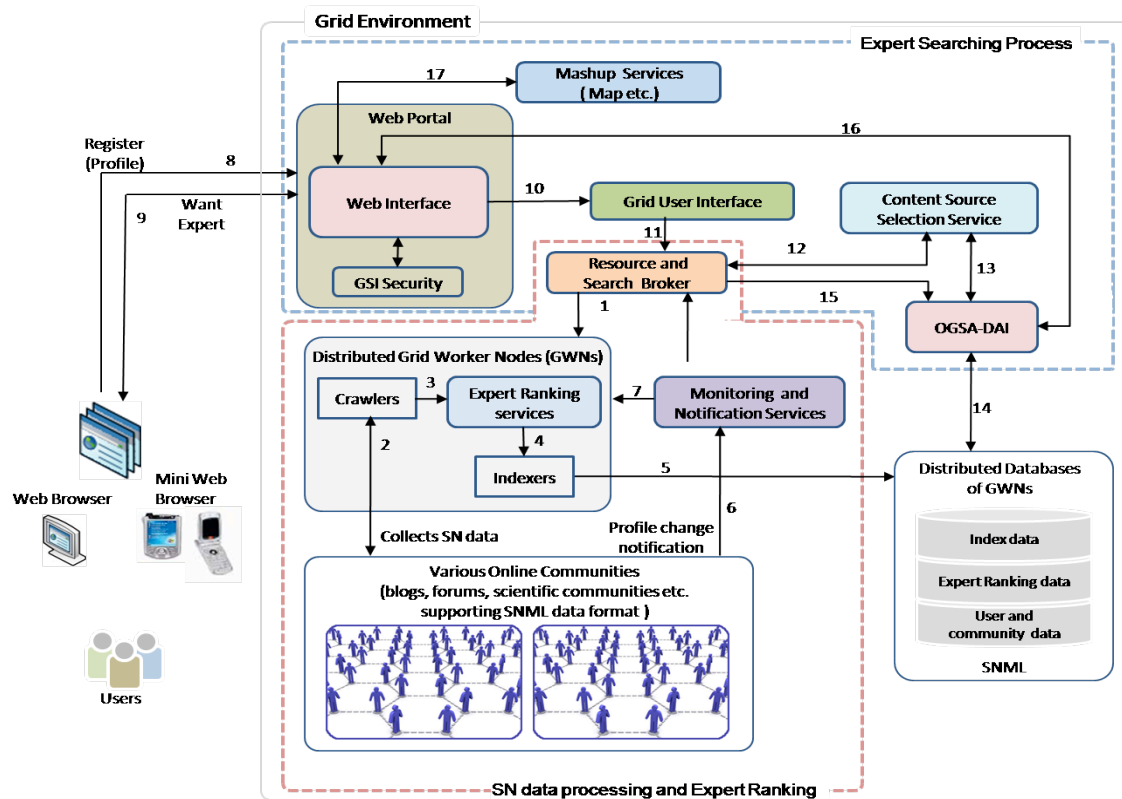 Grid Environment
Expert Searching Process
17
Mashup Services
( Map etc.)
Web Portal
16
Register
(Profile)
8
Web Interface
10
Grid User Interface
Content Source
Selection Service
9
Want
Expert
11
12
13
GSI Security
Resource and
Search Broker
1
15
OGSA-DAI
Distributed Grid Worker Nodes (GWNs)
Crawlers
3
Expert Ranking
services
7
Monitoring and
Notification Services
14
2
4
Indexers
5
6
Distributed Databases
of GWNs
Web Browser
Mini Web
Browser
Collects SN data
Profile change
notification
Index data
Various Online Communities
(blogs, forums, scientific communities etc.
supporting SNML data format )
Expert Ranking data
User and
community data
SNML
Users
SN data processing and Expert Ranking